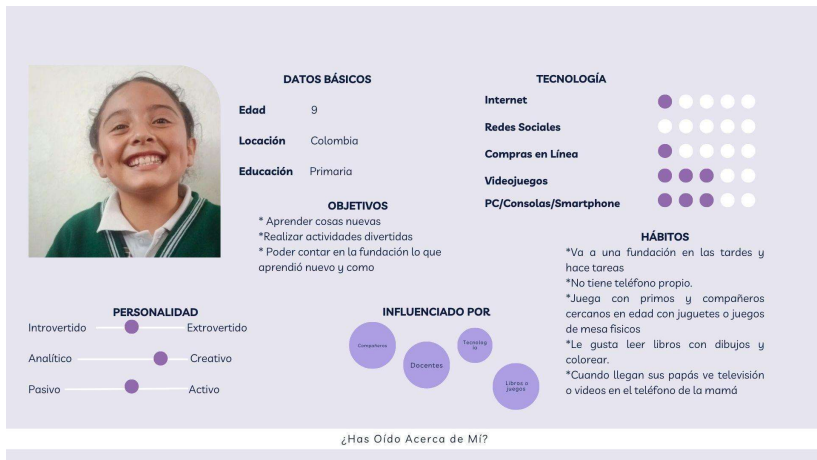 DATOS BÁSICOS
Edad 9
Locación Colombia
Educación Primaria
OBJETIVOS
* Aprender cosas nuevas
*Realizar actividades divertidas
* Poder contar en la fundación lo que
aprendió nuevo y como
TECNOLOGÍA
Internet
Redes Sociales
Compras en Línea
Videojuegos
PC/Consolas/Smartphone
HÁBITOS
*Va a una fundación en las tardes y
hace tareas
*No tiene teléfono propio.
*Juega con primos y compañeros
cercanos en edad con juguetes o juegos
de mesa físicos
*Le gusta leer libros con dibujos y
colorear.
*Cuando llegan sus papás ve televisión
o videos en el teléfono de la mamá
PERSONALIDAD
Introvertido Extrovertido
Analítico Creativo
Pasivo Activo
INFLUENCIADO POR
Compañeros
Docentes
Tecnolog
ía
Libros o
juegos
¿Has Oído Acerca de Mí?